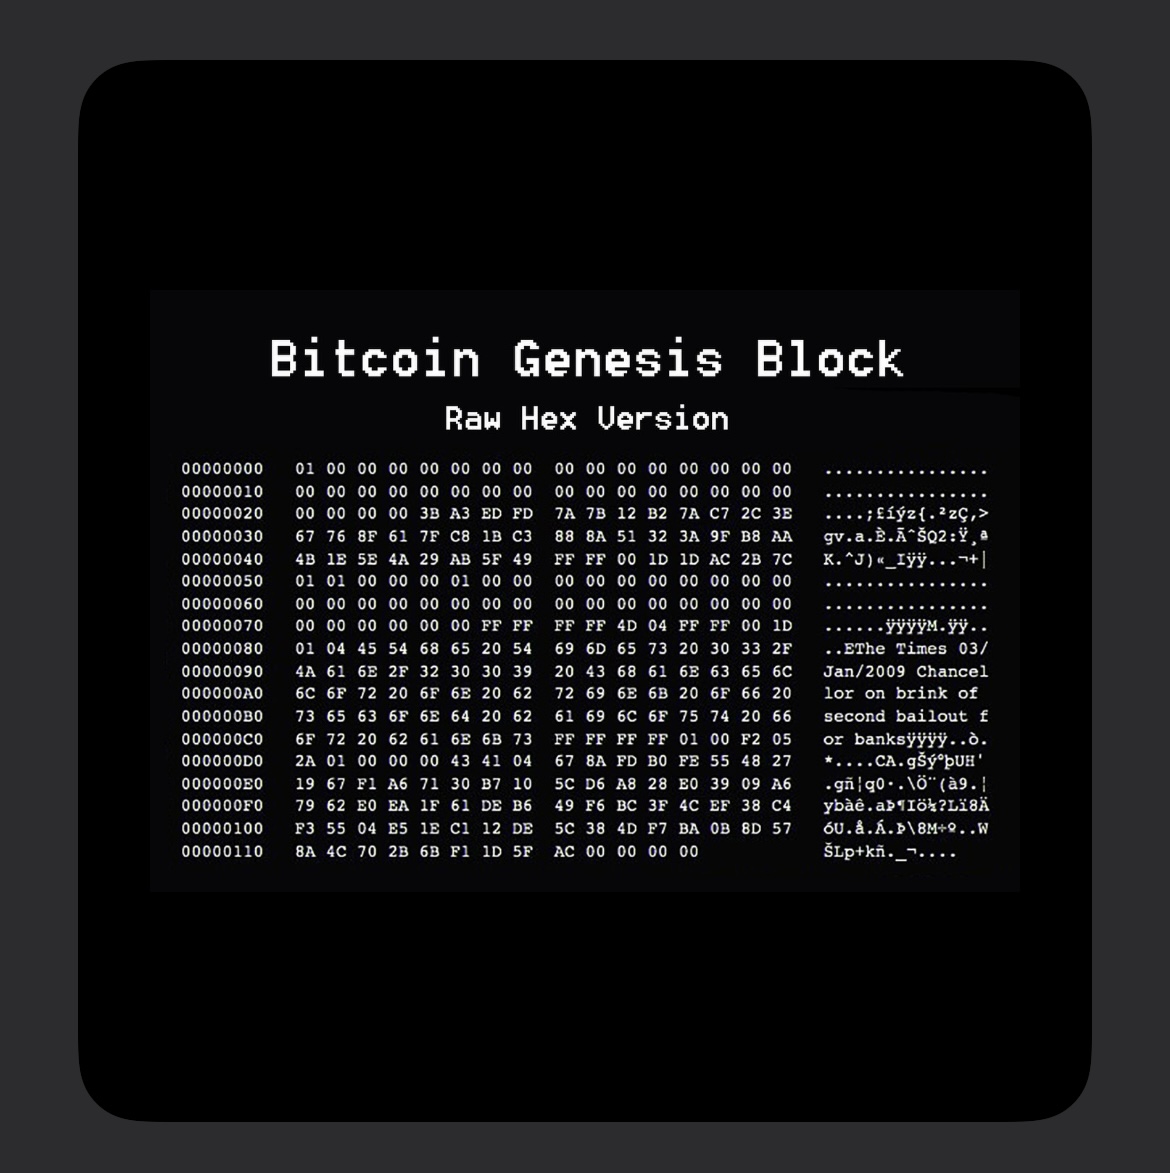 Bitcoin Genesis Block
Raw Hex Version
00000000 01 00 00 00 00 00 00 00 00 00 00 00 00 00 00 00 ................
00000010 00 00 00 00 00 00 00 00 00 00 00 00 00 00 00 00 ................
00000020 00 00 00 00 3B A3 ED FD 7A 7B 12 B2 7A C7 2C 3E ....;£íýz{.²zÇ,>
00000030 67 76 8F 61 7F C8 1B C3 88 8A 51 32 3A 9F B8 AA gv.a.È.ÃˆŠQ2:Ÿ¸ª
00000040 4B 1E 5E 4A 29 AB 5F 49 FF FF 00 1D 1D AC 2B 7C K.^J)«_Iÿÿ...¬+|
00000050 01 01 00 00 00 01 00 00 00 00 00 00 00 00 00 00 ................
00000060 00 00 00 00 00 00 00 00 00 00 00 00 00 00 00 00 ................
00000070 00 00 00 00 00 00 FF FF FF FF 4D 04 FF FF 00 1D ......ÿÿÿÿM.ÿÿ..
00000080 01 04 45 54 68 65 20 54 69 6D 65 73 20 30 33 2F ..EThe Times 03/
00000090 4A 61 6E 2F 32 30 30 39 20 43 68 61 6E 63 65 6C Jan/2009 Chancel
000000A0 6C 6F 72 20 6F 6E 20 62 72 69 6E 6B 20 6F 66 20 lor on brink of
000000B0 73 65 63 6F 6E 64 20 62 61 69 6C 6F 75 74 20 66 second bailout f
000000C0 6F 72 20 62 61 6E 6B 73 FF FF FF FF 01 00 F2 05 or banksÿÿÿÿ..ò.
000000D0 2A 01 00 00 00 43 41 04 67 8A FD B0 FE 55 48 27 *....CA.gŠý°þUH'
000000E0 19 67 F1 A6 71 30 B7 10 5C D6 A8 28 E0 39 09 A6 .gñ¦q0·.\Ö¨(à9.¦
000000F0 79 62 E0 EA 1F 61 DE B6 49 F6 BC 3F 4C EF 38 C4 ybàê.aÞ¶Iö¼?Lï8Ä
00000100 F3 55 04 E5 1E C1 12 DE 5C 38 4D F7 BA 0B 8D 57 óU.å.Á.Þ\8M÷º..W
00000110 8A 4C 70 2B 6B F1 1D 5F AC 00 00 00 00 ŠLp+kñ._¬....